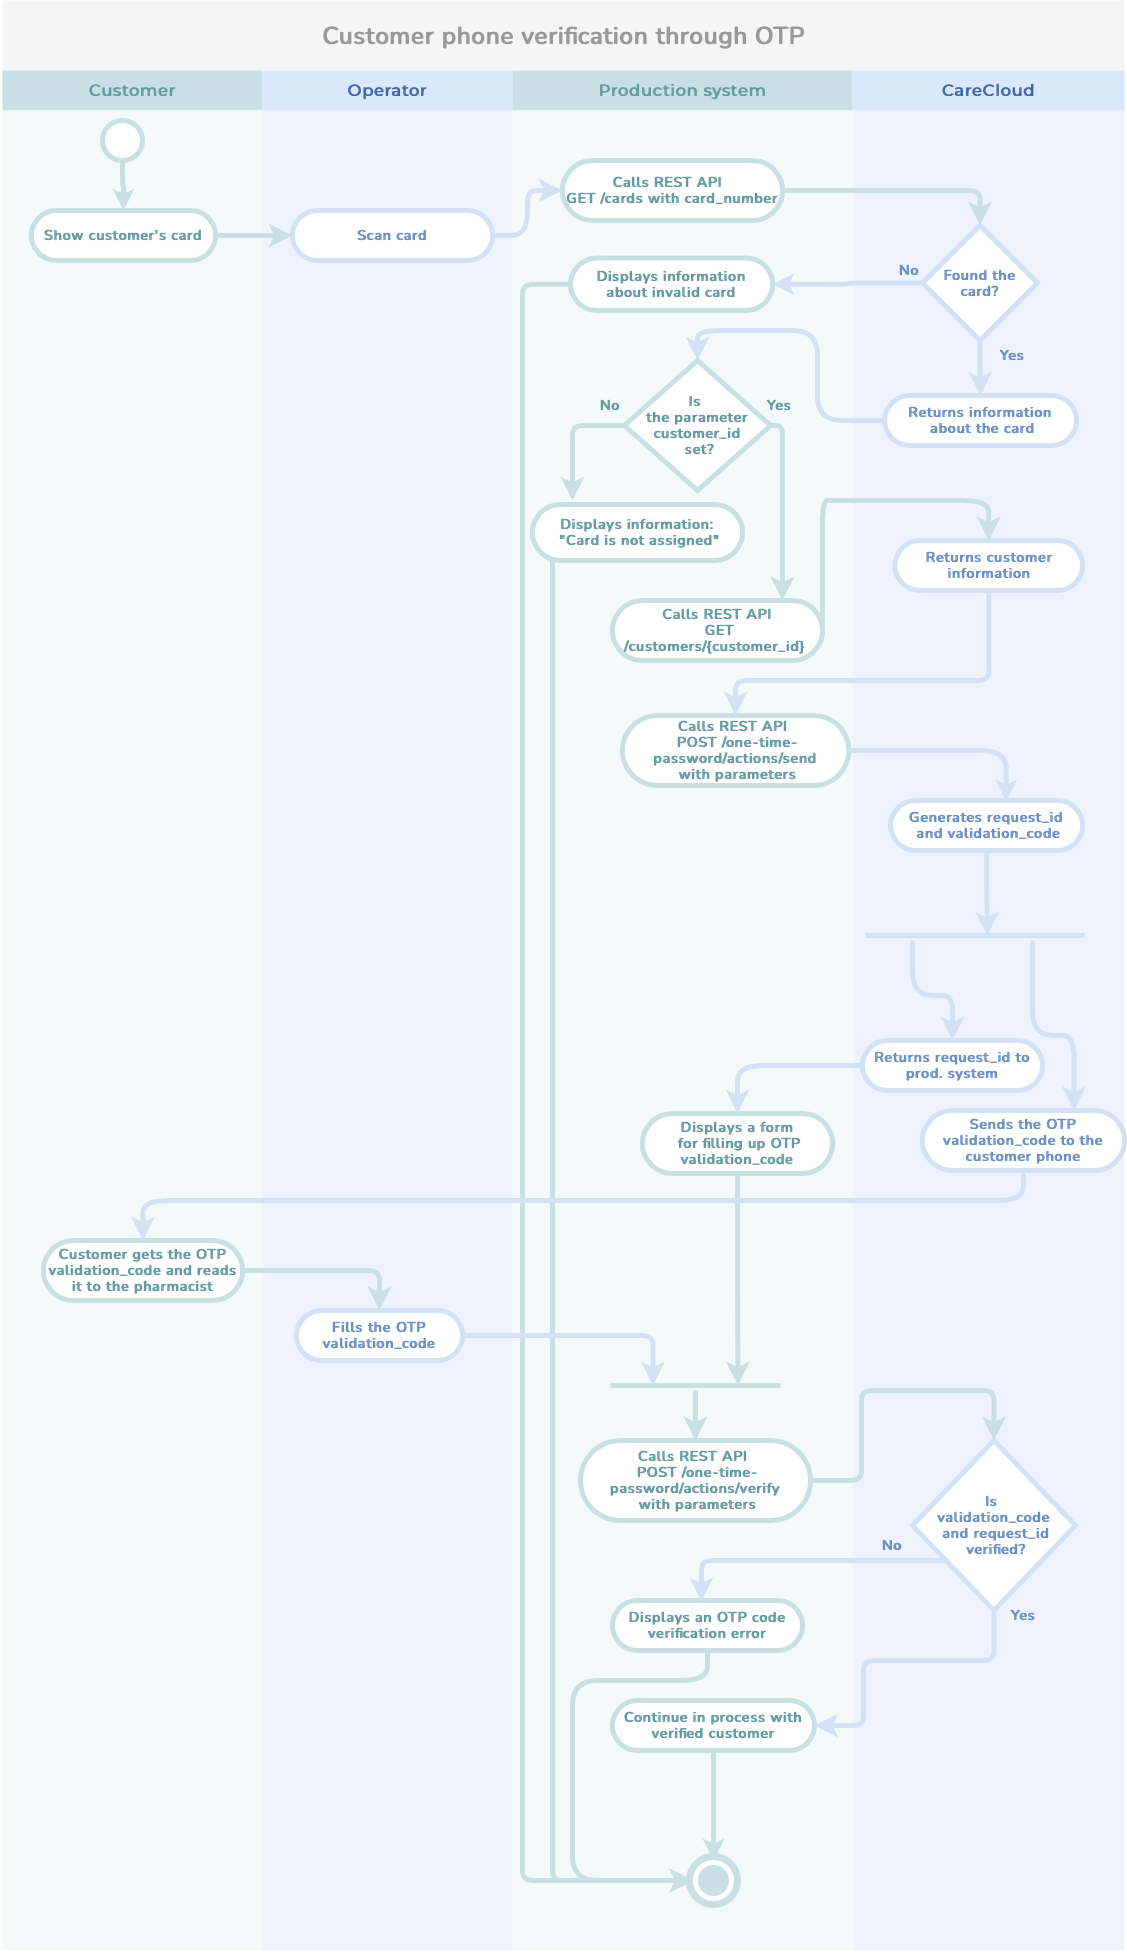 Customer phone verification through OTP
Customer
Operator
Production system
CareCloud
Calls REST API
GET /cards with card_number
Show customer's card
Scan card
Displays information
about invalid card
No
Found the
card?
Yes
Is
the parameter
customer_id
set?
No
Yes
Returns information
about the card
Displays information:
"Card is not assigned"
Returns customer
information
Calls REST API
GET
/customers/{customer_id}
Calls REST API
POST /one-time-
password/actions/send
with parameters
Generates request_id
and validation_code
Returns request_id to
prod. system
Displays a form
for filling up OTP
validation_code
Sends the OTP
validation_code to the
customer phone
Customer gets the OTP
validation_code and reads
it to the pharmacist
Fills the OTP
validation_code
Calls REST API
POST /one-time-
password/actions/verify
with parameters
Is
validation_code
and request_id
verified?
No
Yes
Displays an OTP code
verification error
Continue in process with
verified customer